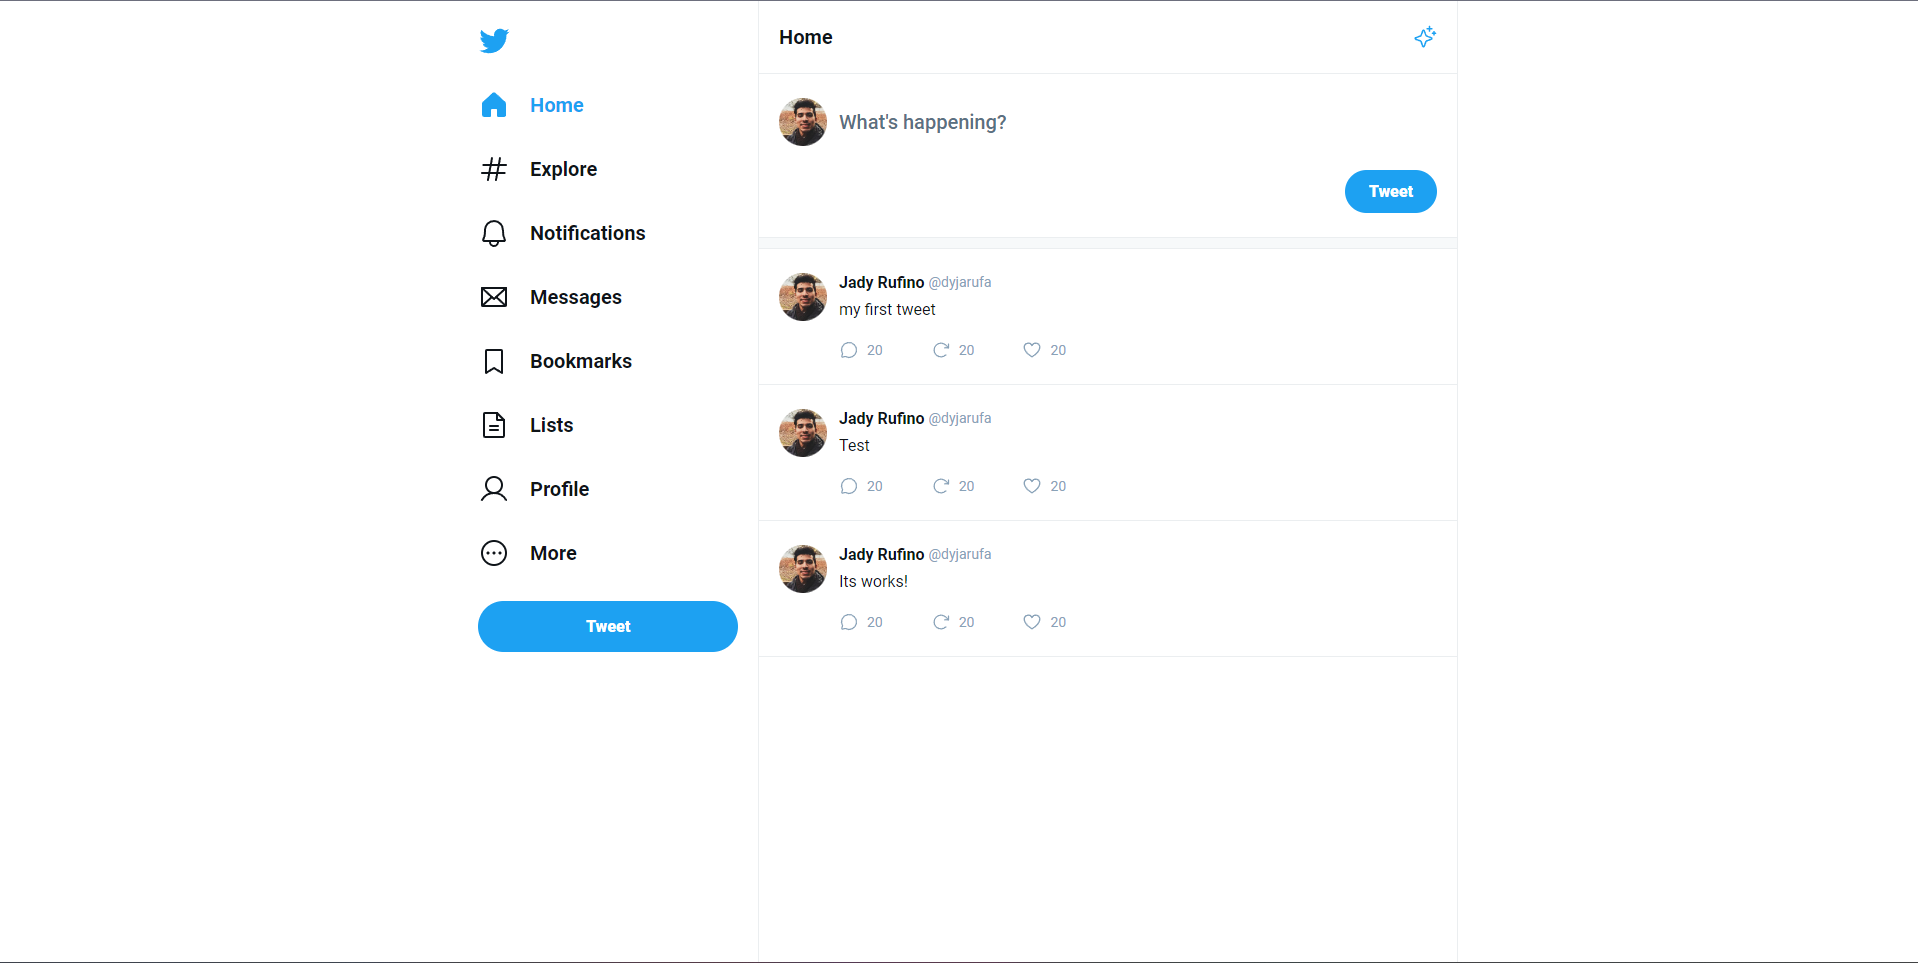 Home
Explore
Notifications
Messages
Bookmarks
Lists
Profile
More
Tweet
Home
What's happening?
Tweet
Jady Rufino @dyjarufa
my first tweet
20 20 20
Jady Rufino @dyjarufa
Test
20 20 20
Jady Rufino @dyjarufa
Its works!
20 20 20